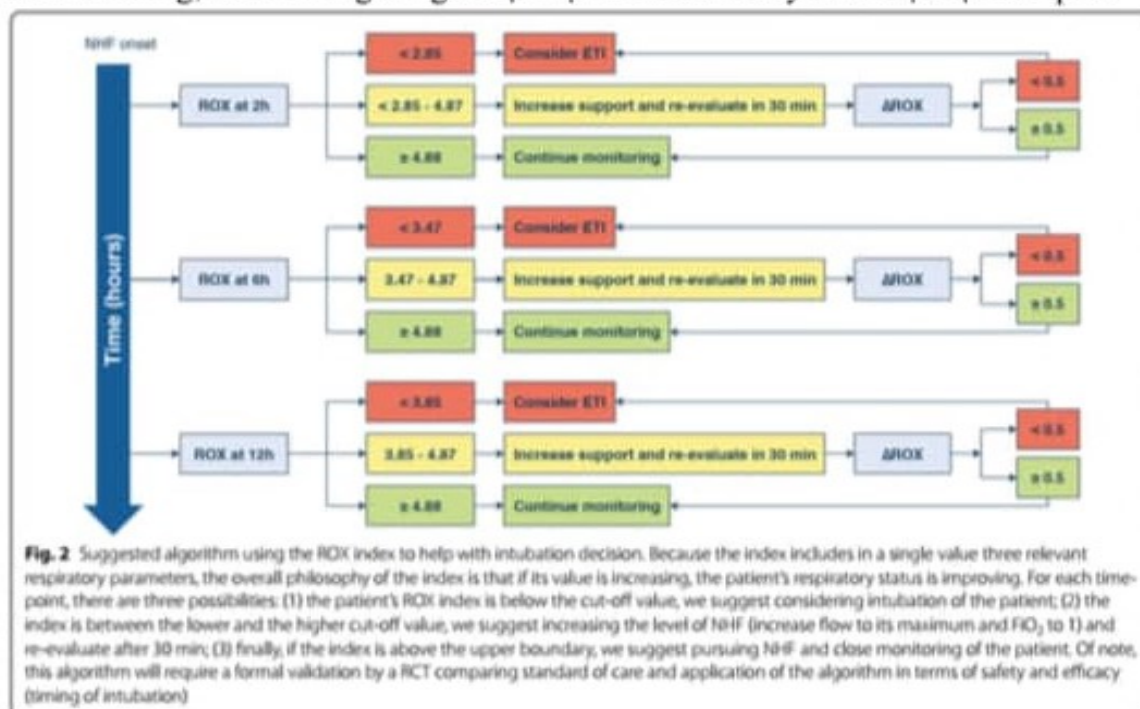 NHF onset
Time (hours)
ROX at 2h
< 2.85
Consider ETI
< 2.85 - 4.87
Increase support and re-evaluate in 30 min
ΔROX
< 0.5
≥ 0.5
≥ 4.88
Continue monitoring
ROX at 6h
< 3.47
Consider ETI
3.47 - 4.87
Increase support and re-evaluate in 30 min
ΔROX
< 0.5
≥ 0.5
≥ 4.88
Continue monitoring
ROX at 12h
< 3.85
Consider ETI
3.85 - 4.87
Increase support and re-evaluate in 30 min
ΔROX
< 0.5
≥ 0.5
≥ 4.88
Continue monitoring
Fig. 2 Suggested algorithm using the ROX index to help with intubation decision. Because the index includes in a single value three relevant
respiratory parameters, the overall philosophy of the index is that if its value is increasing, the patient's respiratory status is improving. For each time-
point, there are three possibilities: (1) the patient's ROX index is below the cut-off value, we suggest considering intubation of the patient; (2) the
index is between the lower and the higher cut-off value, we suggest increasing the level of NHF (increase flow to its maximum and FiO₂ to 1) and
re-evaluate after 30 min; (3) finally, if the index is above the upper boundary, we suggest pursuing NHF and close monitoring of the patient. Of note,
this algorithm will require a formal validation by a RCT comparing standard of care and application of the algorithm in terms of safety and efficacy
(timing of intubation)